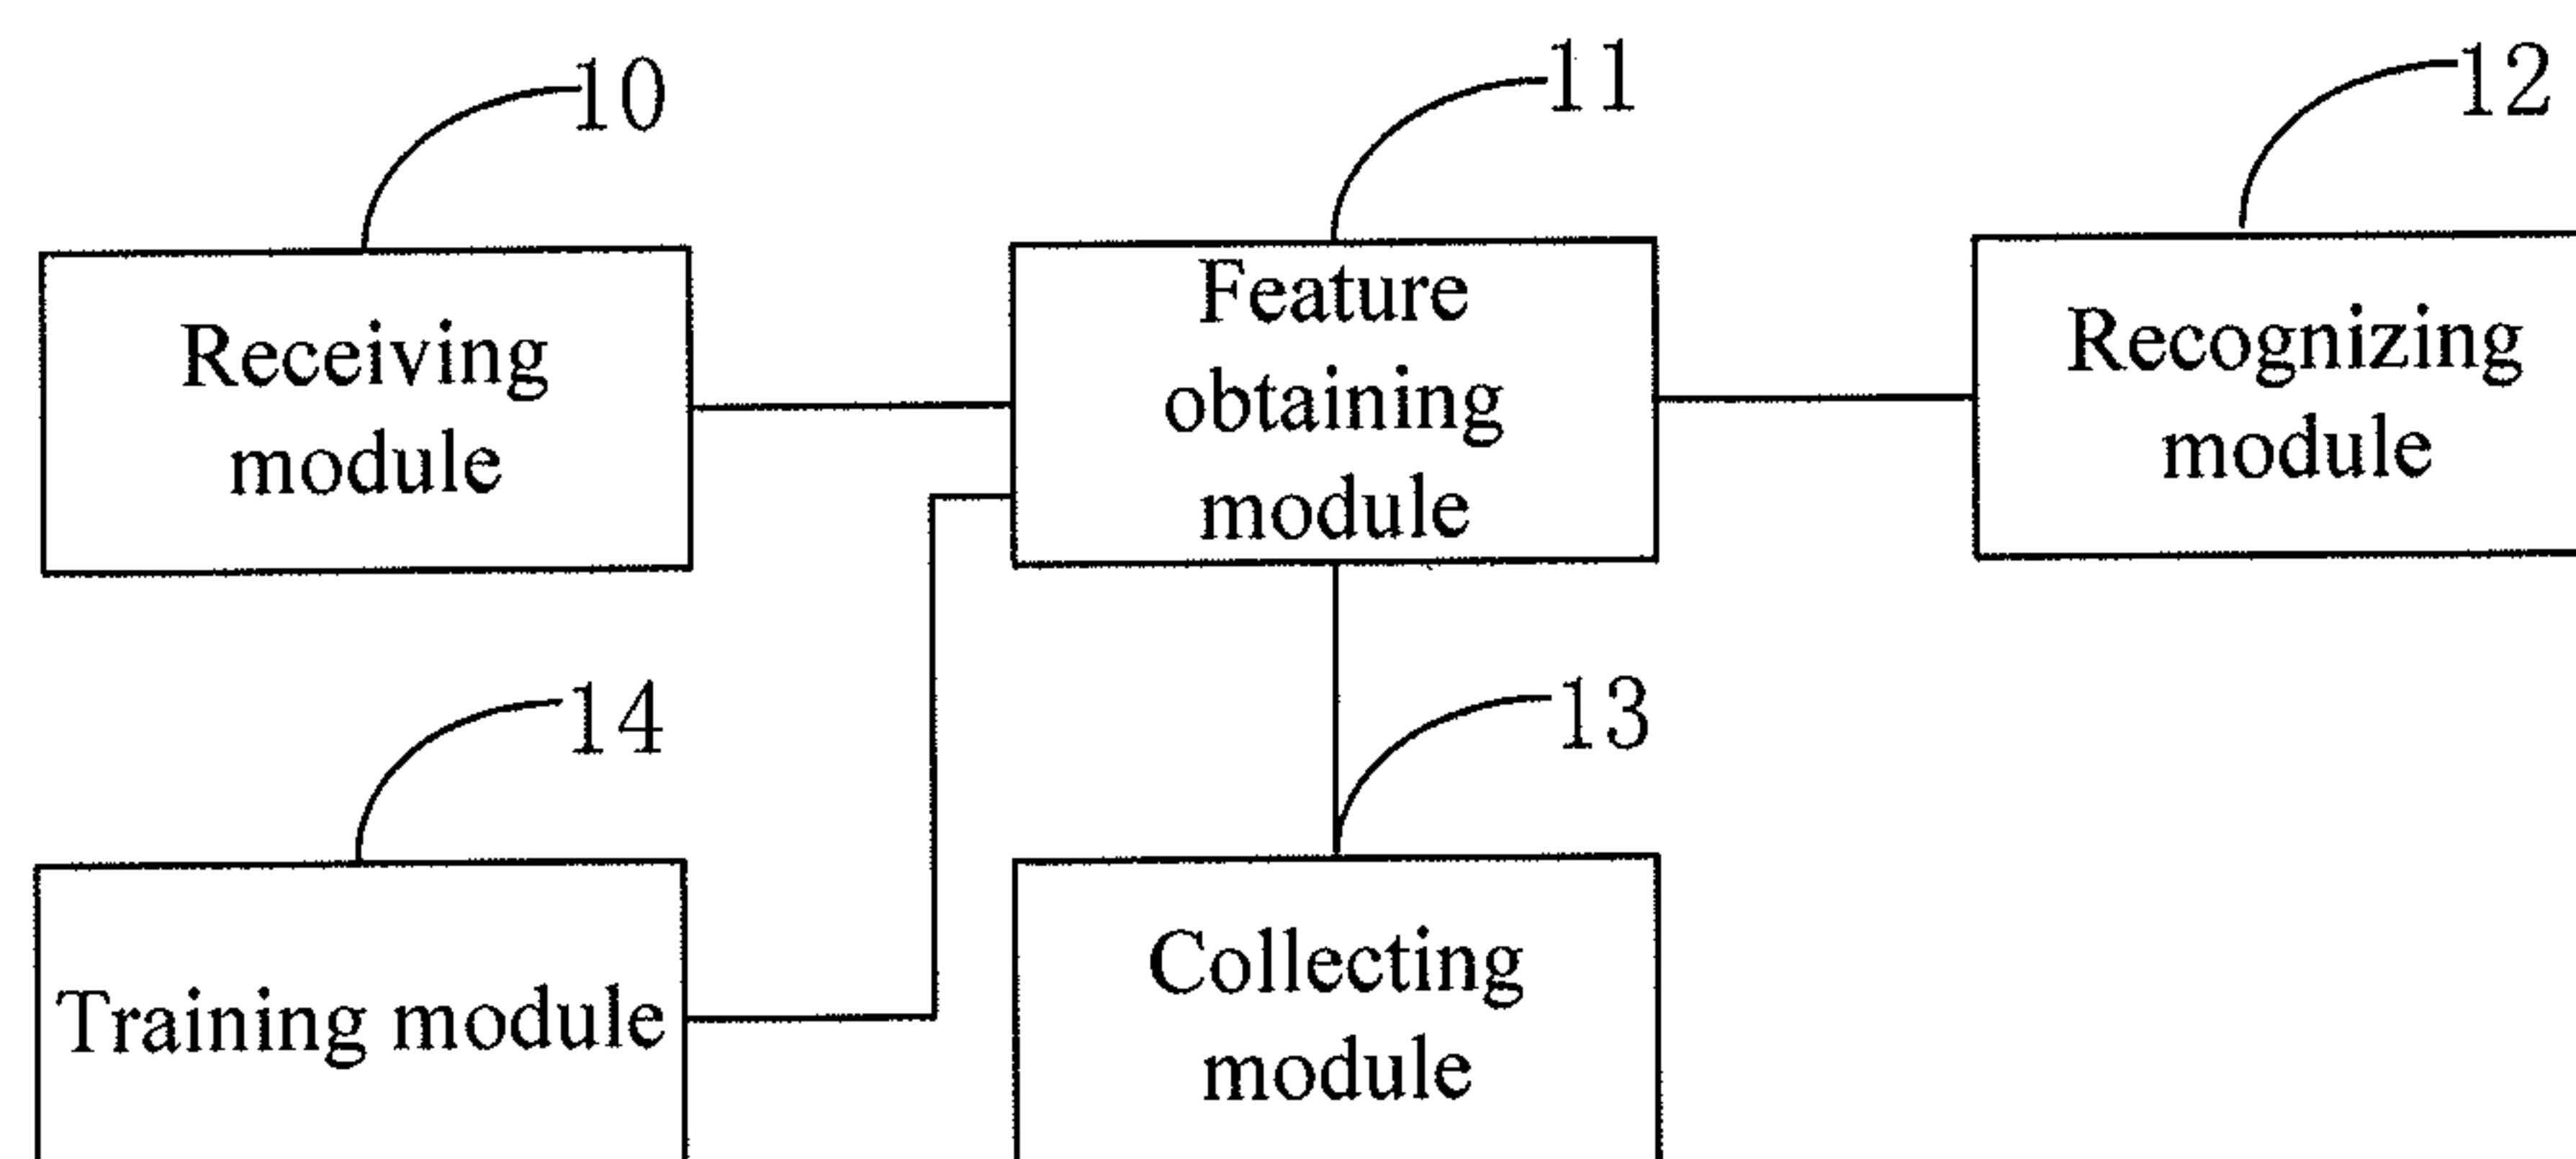 10
11
12
Receiving
module
Feature
obtaining
module
Recognizing
module
14
13
Training module
Collecting
module